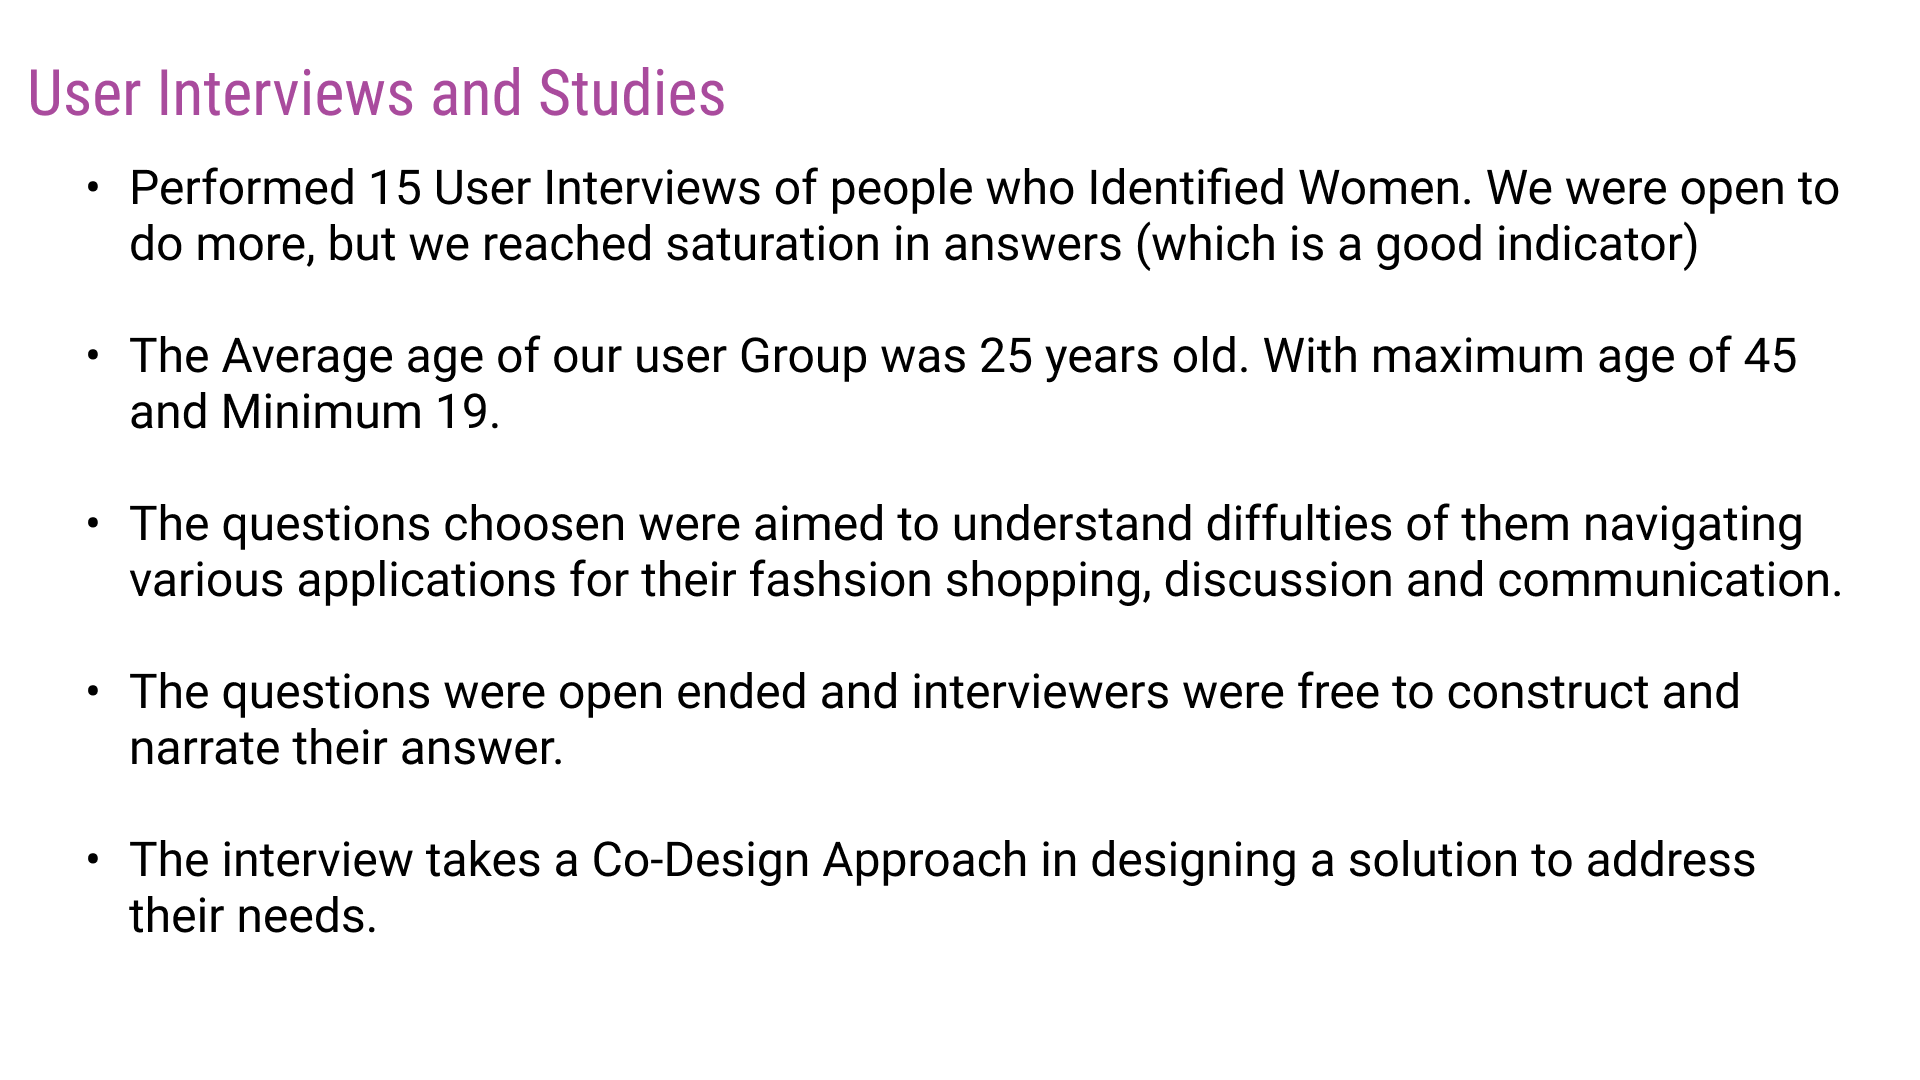 User Interviews and Studies
• Performed 15 User Interviews of people who Identified Women. We were open to
do more, but we reached saturation in answers (which is a good indicator)
• The Average age of our user Group was 25 years old. With maximum age of 45
and Minimum 19.
• The questions choosen were aimed to understand diffulties of them navigating
various applications for their fashsion shopping, discussion and communication.
• The questions were open ended and interviewers were free to construct and
narrate their answer.
• The interview takes a Co-Design Approach in designing a solution to address
their needs.